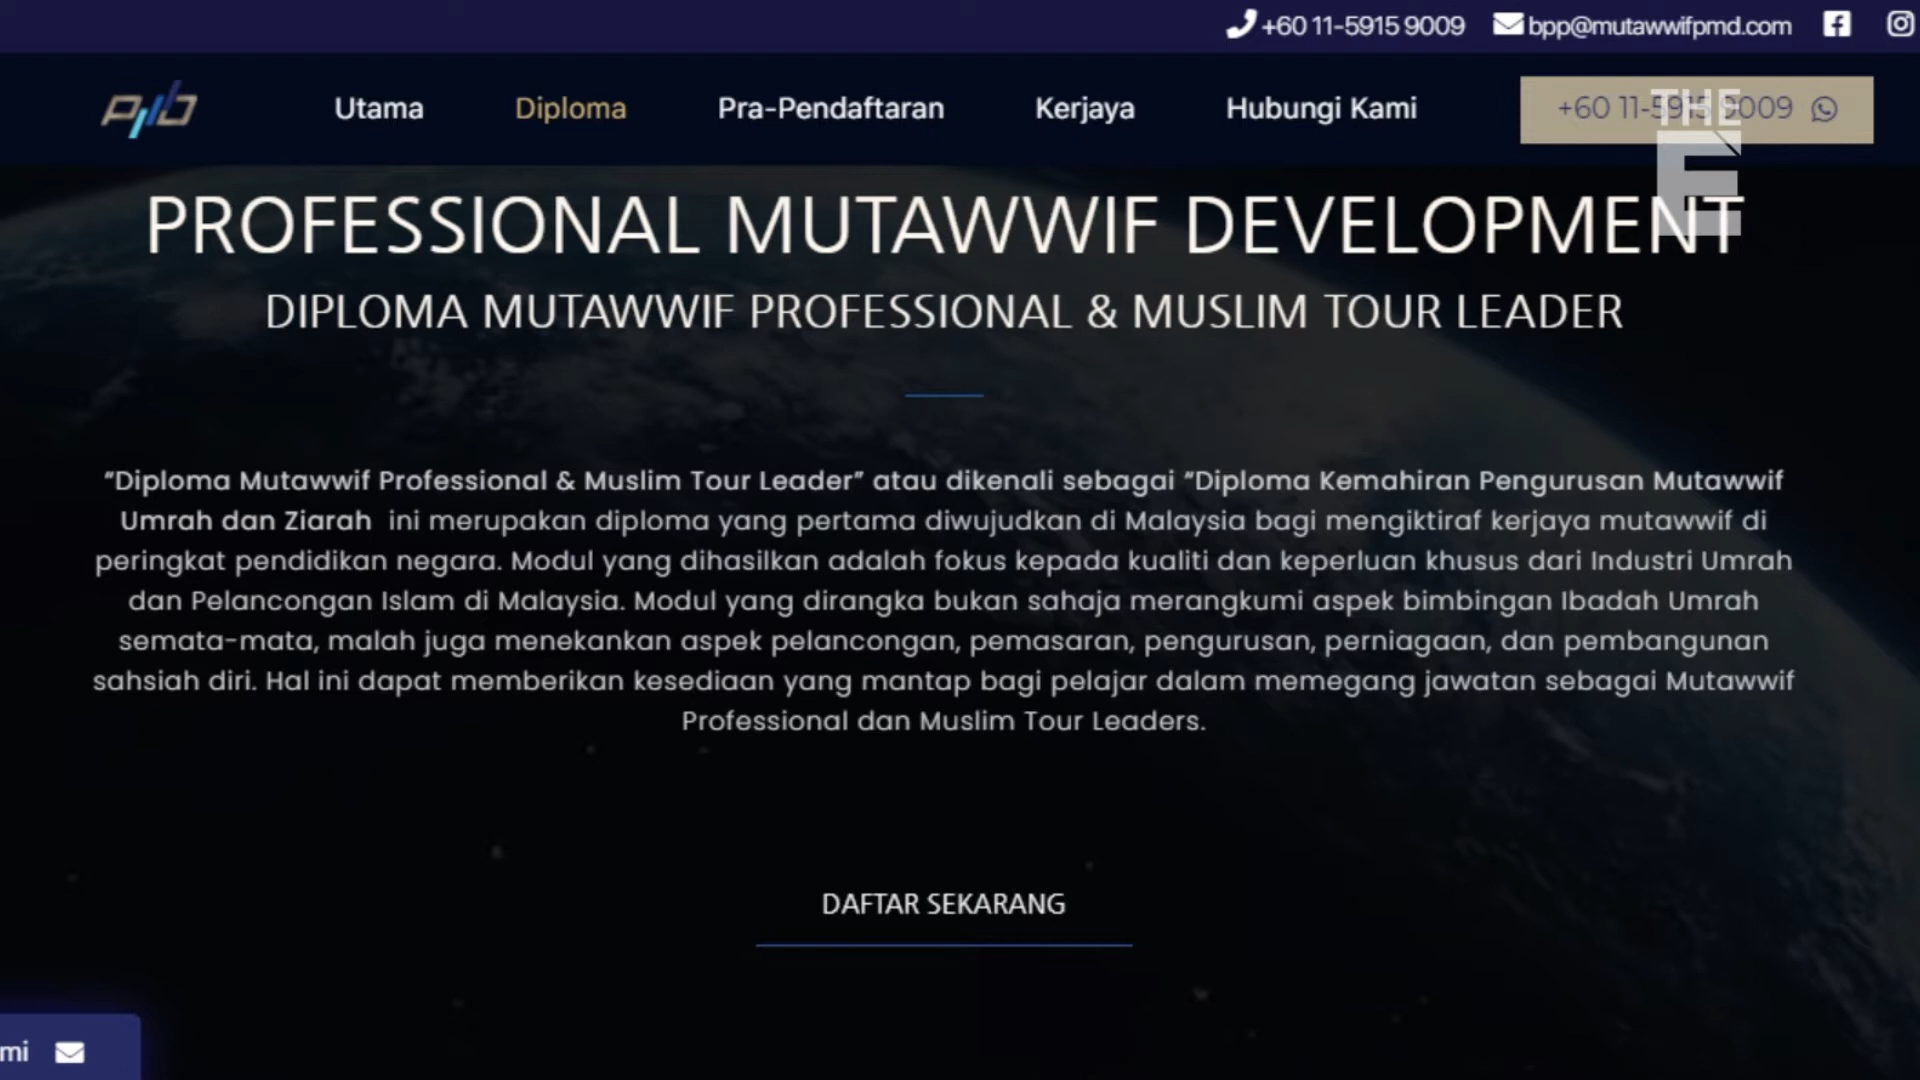 +60 11-5915 9009 bpp@mutawwifpmd.com
PMD
Utama Diploma Pra-Pendaftaran Kerjaya Hubungi Kami +60 11-5915 9009
THE
E
PROFESSIONAL MUTAWWIF DEVELOPMENT
DIPLOMA MUTAWWIF PROFESSIONAL & MUSLIM TOUR LEADER
“Diploma Mutawwif Professional & Muslim Tour Leader” atau dikenali sebagai “Diploma Kemahiran Pengurusan Mutawwif
Umrah dan Ziarah ini merupakan diploma yang pertama diwujudkan di Malaysia bagi mengiktiraf kerjaya mutawwif di
peringkat pendidikan negara. Modul yang dihasilkan adalah fokus kepada kualiti dan keperluan khusus dari Industri Umrah
dan Pelancongan Islam di Malaysia. Modul yang dirangka bukan sahaja merangkumi aspek bimbingan Ibadah Umrah
semata-mata, malah juga menekankan aspek pelancongan, pemasaran, pengurusan, perniagaan, dan pembangunan
sahsiah diri. Hal ini dapat memberikan kesediaan yang mantap bagi pelajar dalam memegang jawatan sebagai Mutawwif
Professional dan Muslim Tour Leaders.
DAFTAR SEKARANG
mi